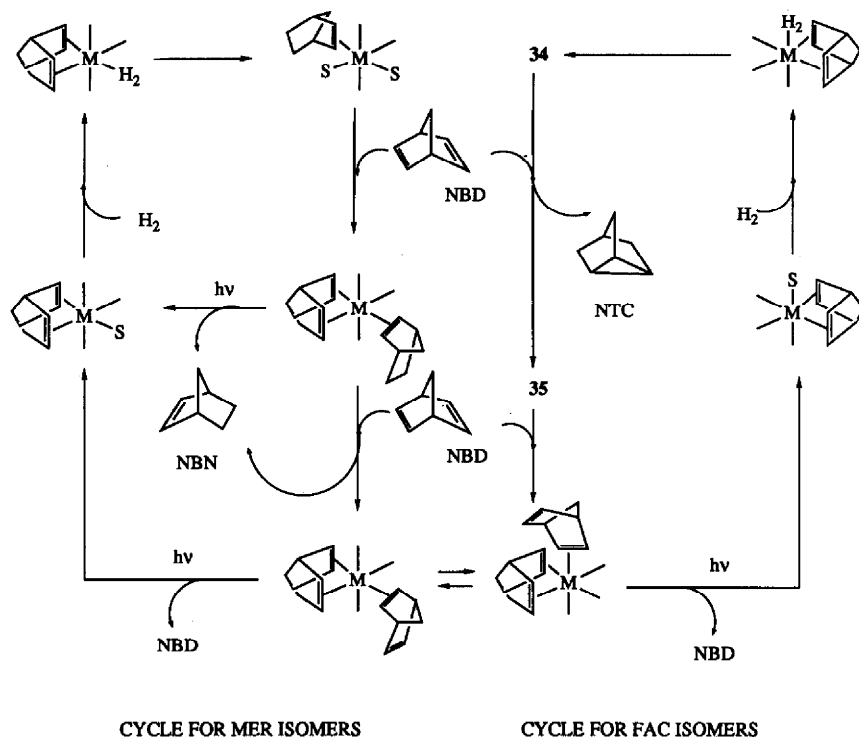 M
H2
S
M
S
34
H2
M
NBD
H2
H2
NTC
M
S
hν
M
S
M
NBN
35
NBD
hν
M
M
hν
NBD
NBD
CYCLE FOR MER ISOMERS
CYCLE FOR FAC ISOMERS